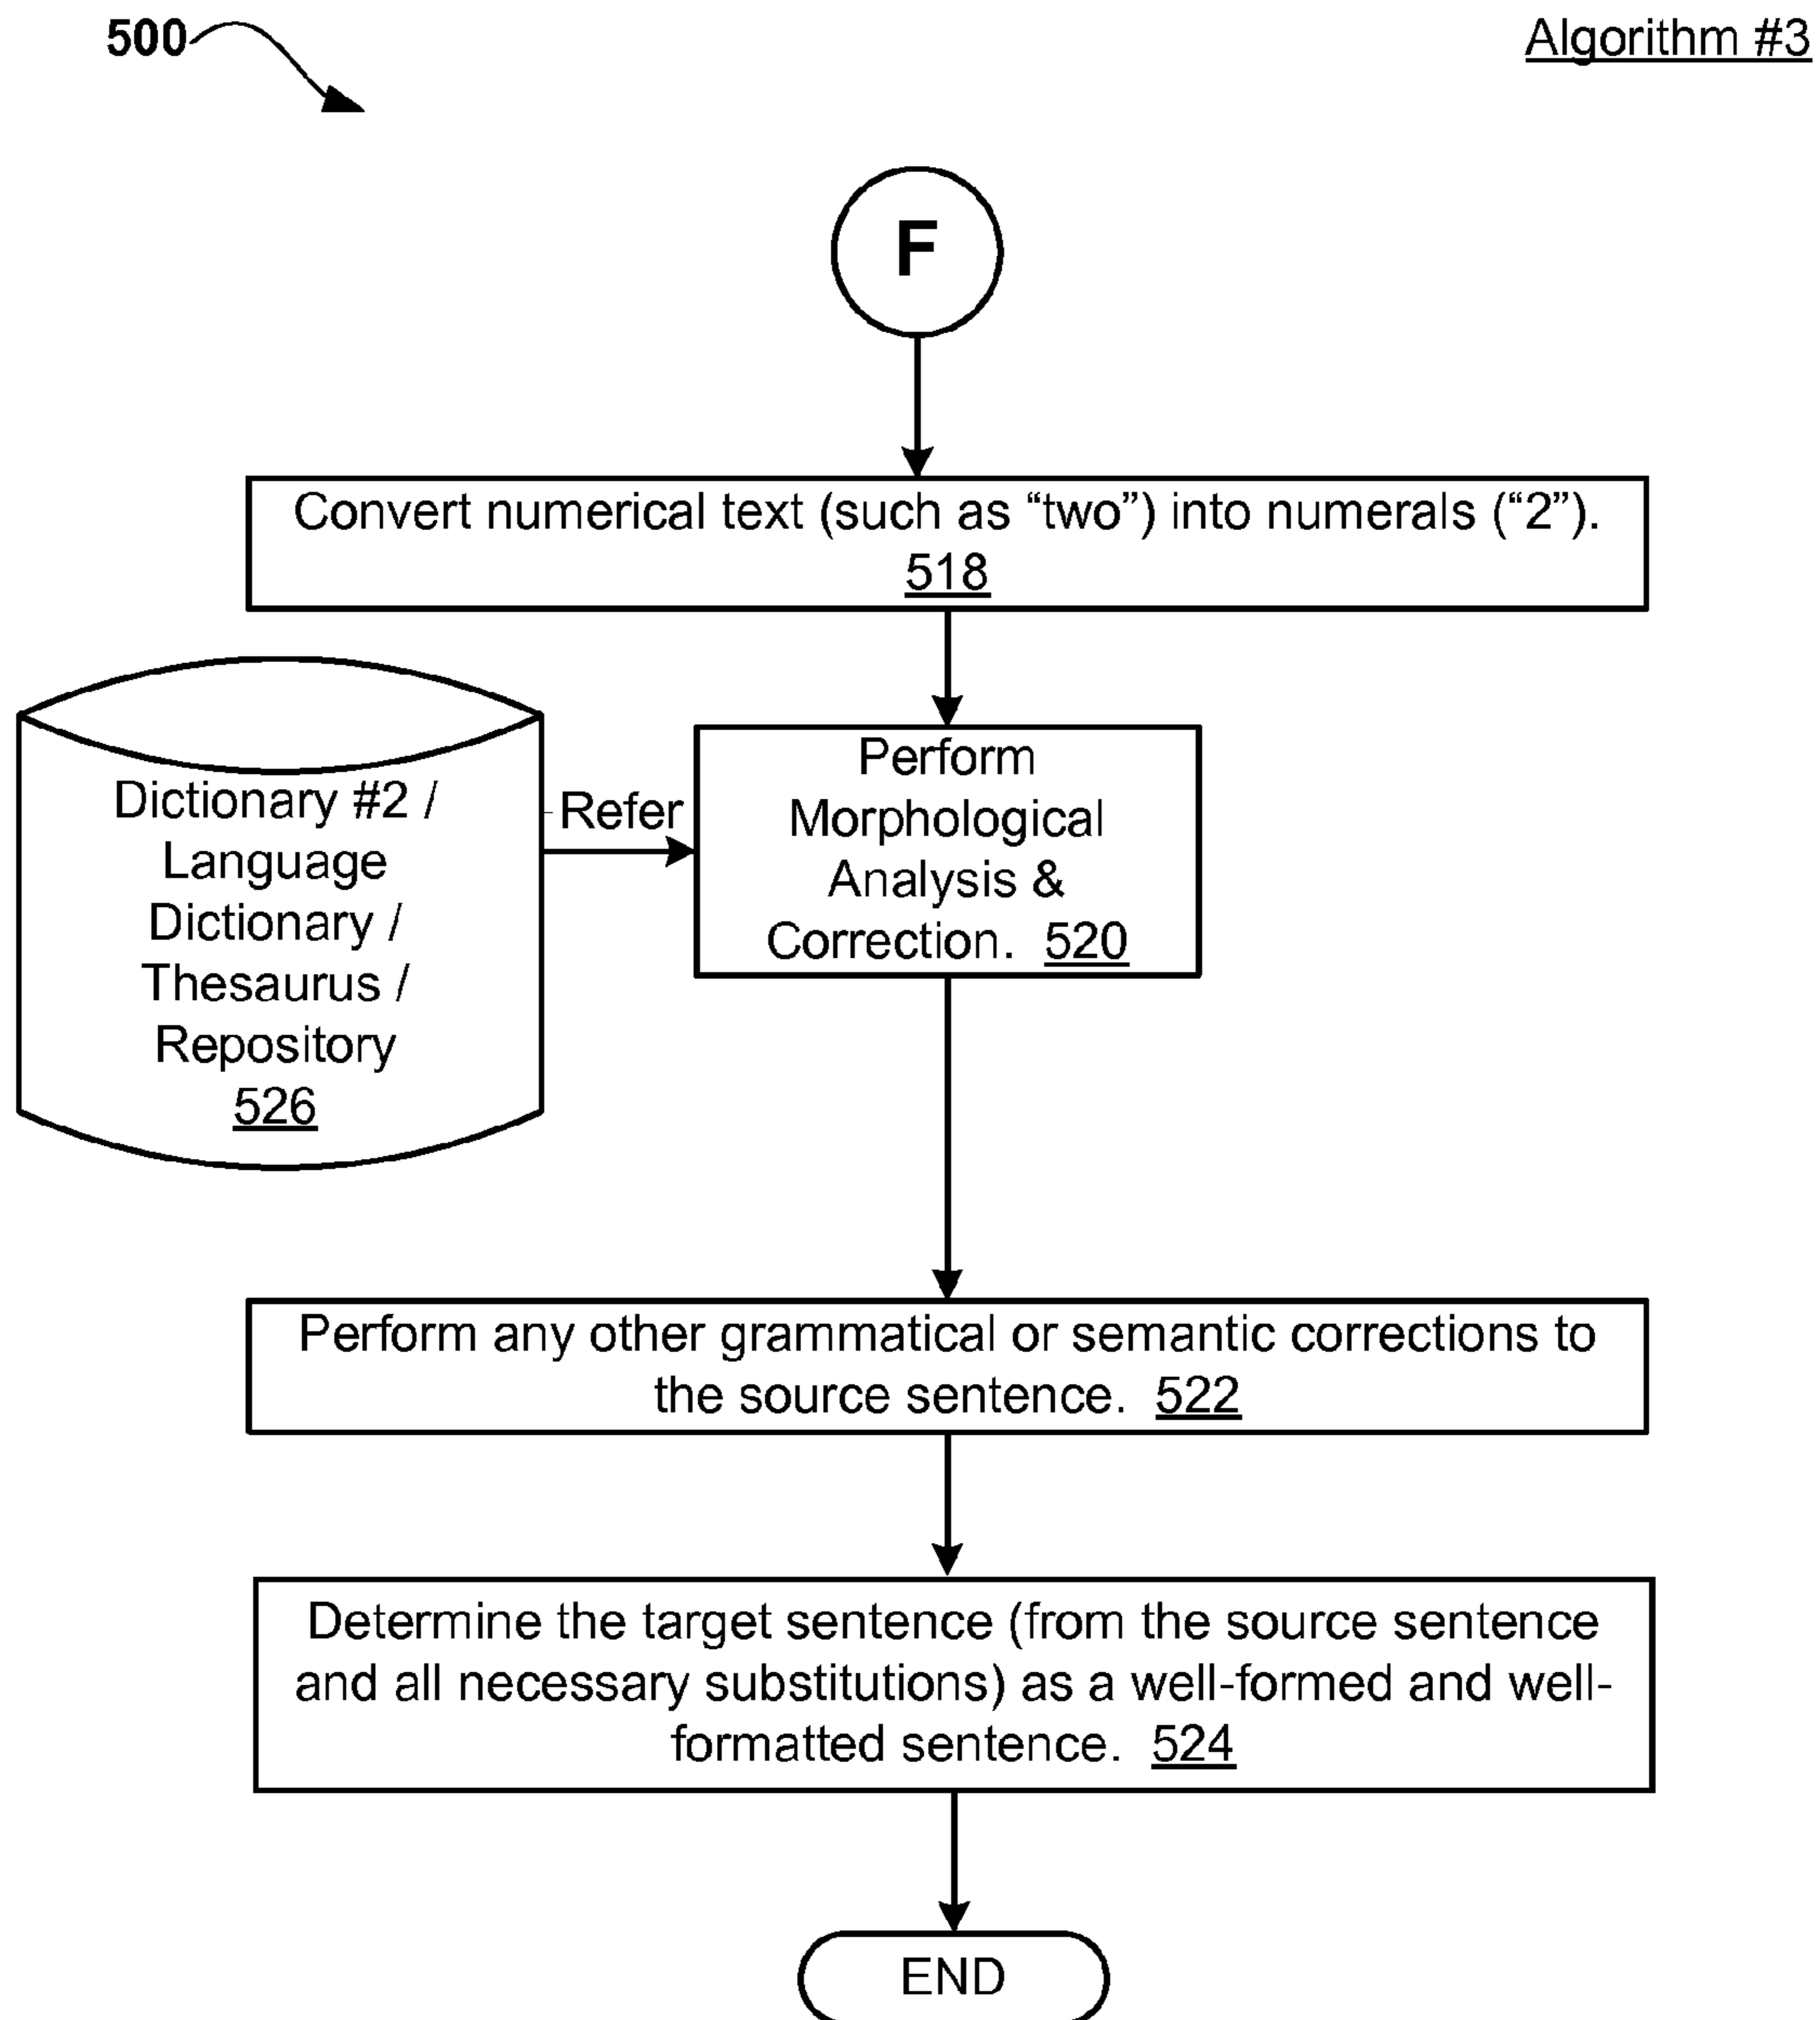 500
Algorithm #3
F
Convert numerical text (such as “two”) into numerals (“2”).
518
Dictionary #2 /
Language
Dictionary /
Thesaurus /
Repository
526
Refer
Perform
Morphological
Analysis &
Correction. 520
Perform any other grammatical or semantic corrections to
the source sentence. 522
Determine the target sentence (from the source sentence
and all necessary substitutions) as a well-formed and well-
formatted sentence. 524
END